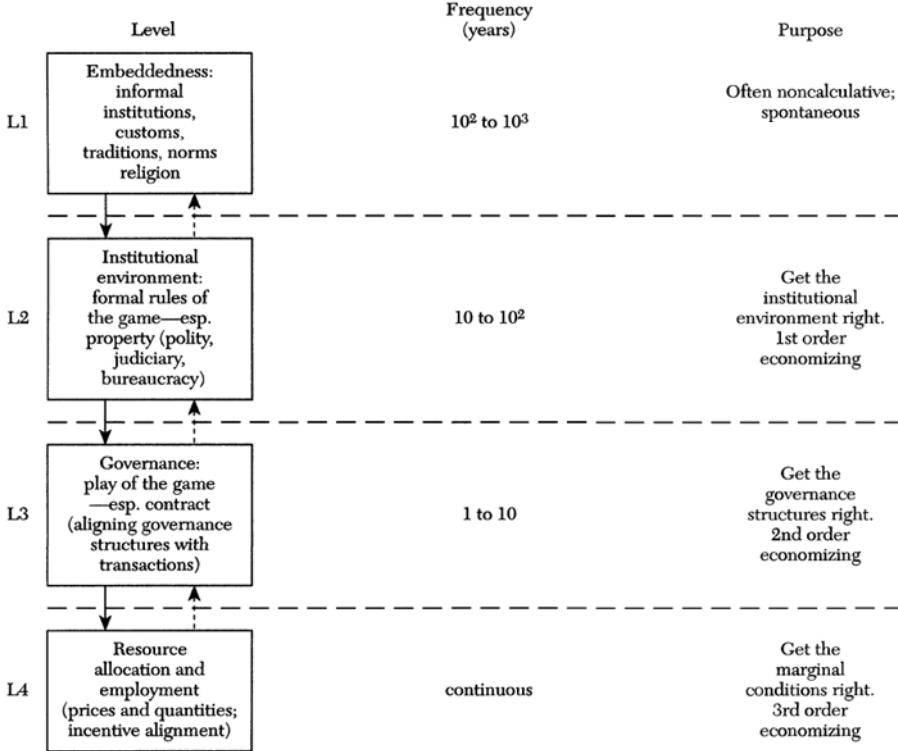 Level
Frequency
(years)
Purpose
L1
Embeddedness:
informal
institutions,
customs,
traditions, norms
religion
10² to 10³
Often noncalculative;
spontaneous
L2
Institutional
environment:
formal rules of
the game—esp.
property (polity,
judiciary,
bureaucracy)
10 to 10²
Get the
institutional
environment right.
1st order
economizing
L3
Governance:
play of the game
—esp. contract
(aligning governance
structures with
transactions)
1 to 10
Get the
governance
structures right.
2nd order
economizing
L4
Resource
allocation and
employment
(prices and quantities;
incentive alignment)
continuous
Get the
marginal
conditions right.
3rd order
economizing